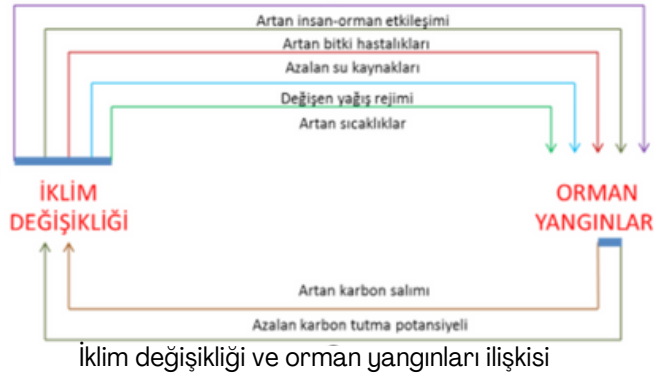 Artan insan-orman etkileşimi
Artan bitki hastalıkları
Azalan su kaynakları
Değişen yağış rejimi
Artan sıcaklıklar
İKLİM
DEĞİŞİKLİĞİ
ORMAN
YANGINLAR
Artan karbon salımı
Azalan karbon tutma potansiyeli
İklim değişikliği ve orman yangınları ilişkisi